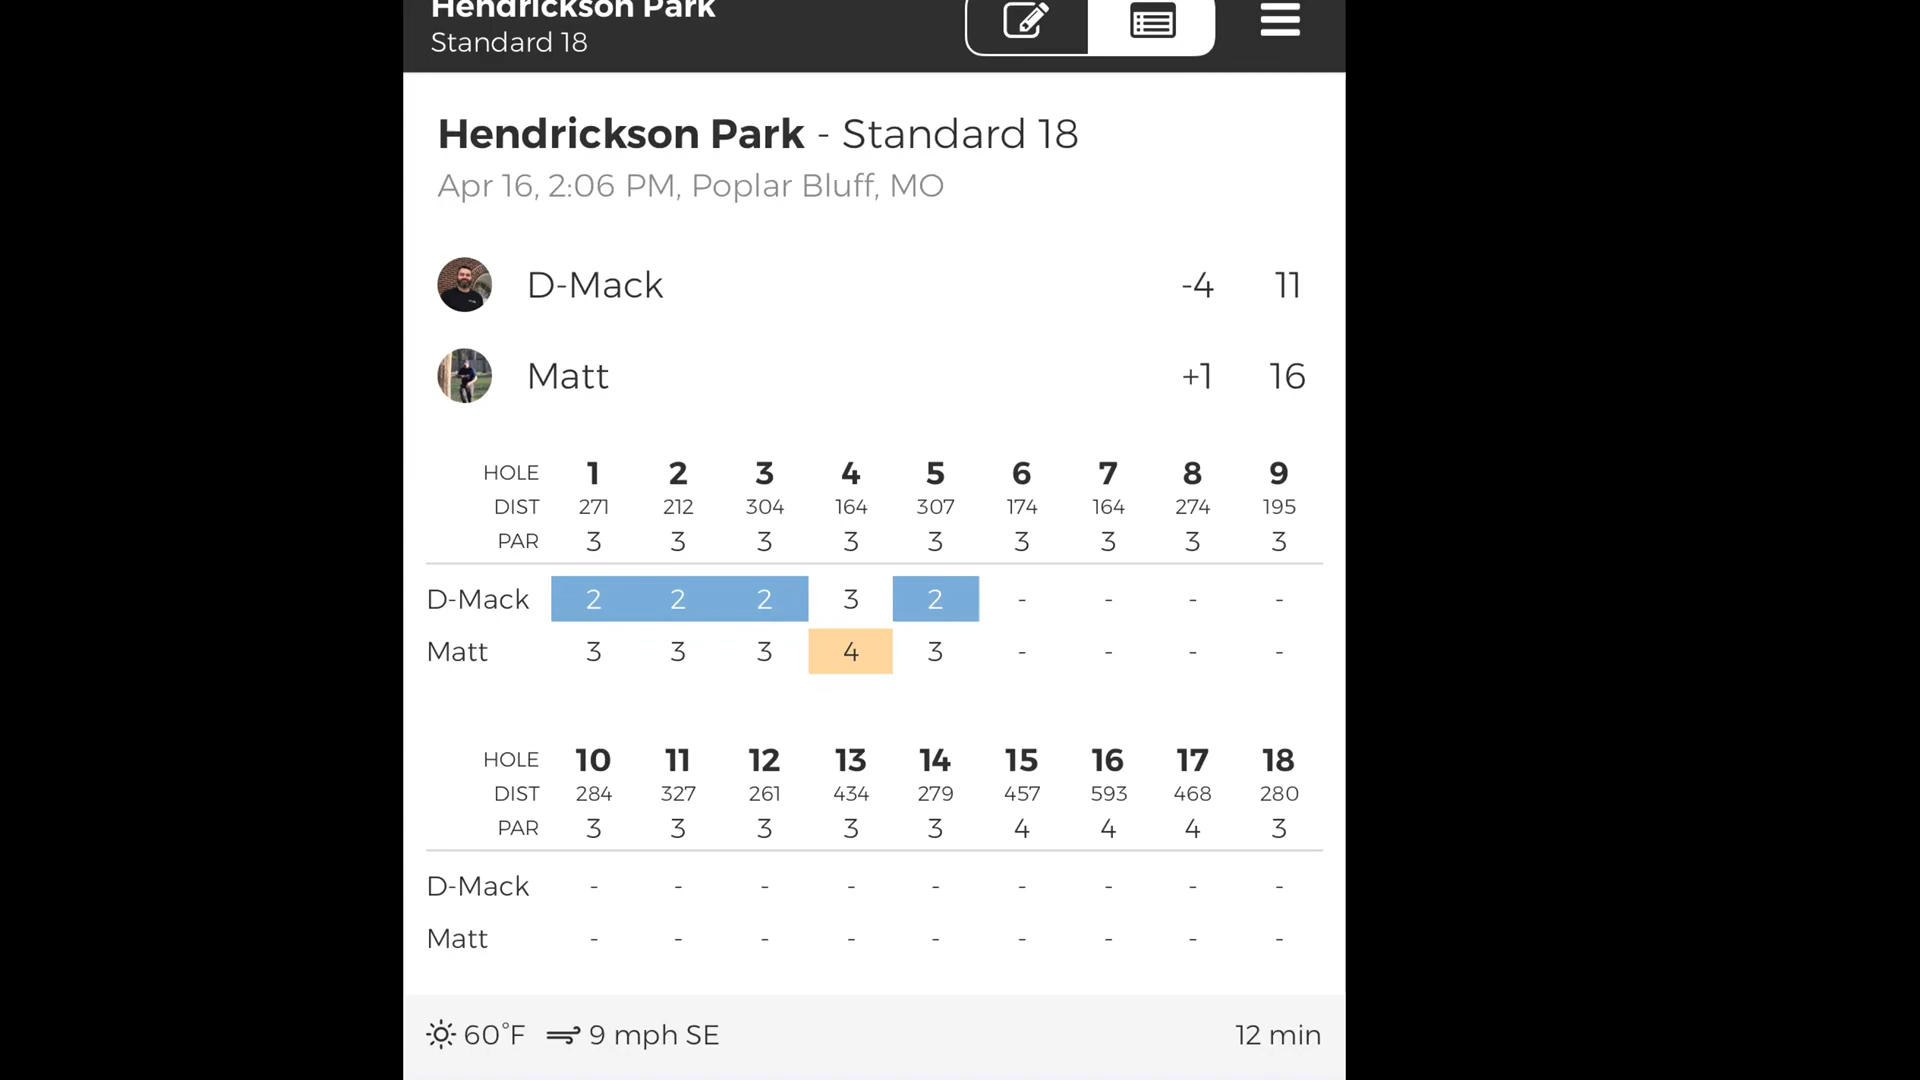 Hendrickson Park
Standard 18
Hendrickson Park - Standard 18
Apr 16, 2:06 PM, Poplar Bluff, MO
D-Mack -4 11
Matt +1 16
HOLE 1 2 3 4 5 6 7 8 9
DIST 271 212 304 164 307 174 164 274 195
PAR 3 3 3 3 3 3 3 3 3
D-Mack 2 2 2 3 2 - - - -
Matt 3 3 3 4 3 - - - -
HOLE 10 11 12 13 14 15 16 17 18
DIST 284 327 261 434 279 457 593 468 280
PAR 3 3 3 3 3 4 4 4 3
D-Mack - - - - - - - - -
Matt - - - - - - - - -
60°F 9 mph SE 12 min